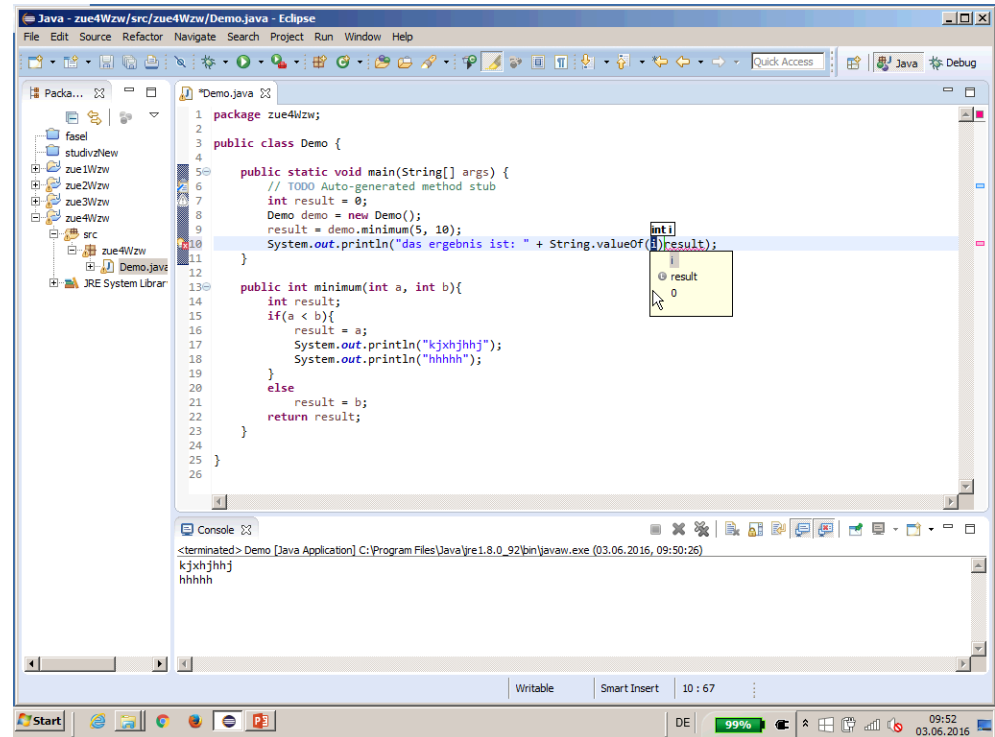 Java - zue4Wzw/src/zue4Wzw/Demo.java - Eclipse
File Edit Source Refactor Navigate Search Project Run Window Help
Quick Access Java Debug
Packa...
fasel
studivzNew
zue1Wzw
zue2Wzw
zue3Wzw
zue4Wzw
src
zue4Wzw
Demo.java
JRE System Librar
*Demo.java
1 package zue4Wzw;
2
3 public class Demo {
4
5 public static void main(String[] args) {
6 // TODO Auto-generated method stub
7 int result = 0;
8 Demo demo = new Demo();
9 result = demo.minimum(5, 10);
int i
10 System.out.println("das ergebnis ist: " + String.valueOf(i)result);
i
result
0
11 }
12
13 public int minimum(int a, int b){
14 int result;
15 if(a < b){
16 result = a;
17 System.out.println("kjxhjhhj");
18 System.out.println("hhhhh");
19 }
20 else
21 result = b;
22 return result;
23 }
24
25 }
26
Console
<terminated> Demo [Java Application] C:\Program Files\Java\jre1.8.0_92\bin\javaw.exe (03.06.2016, 09:50:26)
kjxhjhhj
hhhhh
Writable Smart Insert 10 : 67
Start DE 99% 09:52
03.06.2016